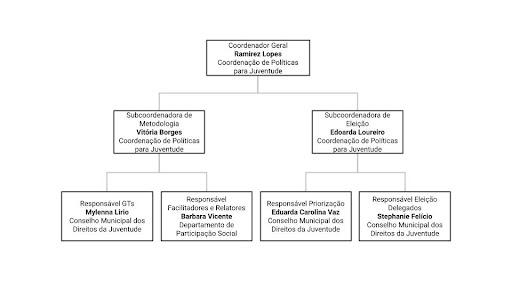 Coordenador Geral
Ramirez Lopes
Coordenação de Políticas
para Juventude
Subcoordenadora de
Metodologia
Vitória Borges
Coordenação de Políticas
para Juventude
Subcoordenadora de
Eleição
Edoarda Loureiro
Coordenação de Políticas
para Juventude
Responsável GTs
Mylenna Lírio
Conselho Municipal dos
Direitos da Juventude
Responsável
Facilitadores e Relatores
Barbara Vicente
Departamento de
Participação Social
Responsável Priorização
Eduarda Carolina Vaz
Conselho Municipal dos
Direitos da Juventude
Responsável Eleição
Delegados
Stephanie Felício
Conselho Municipal dos
Direitos da Juventude